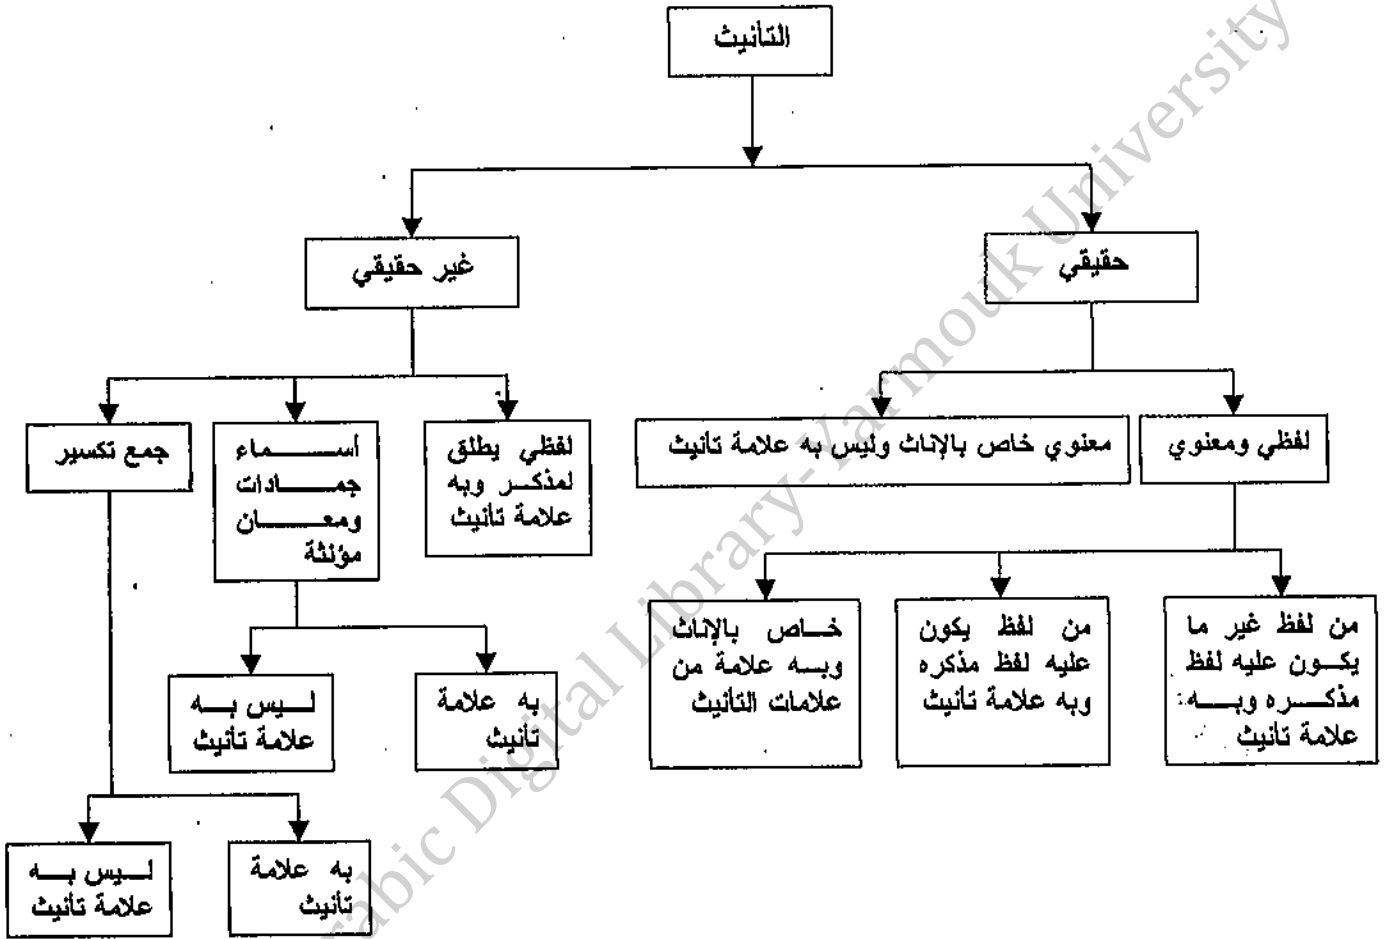 التأنيث
حقيقي
غير حقيقي
لفظي ومعنوي
معنوي خاص بالإناث وليس به علامة تأنيث
لفظي يطلق
لمذكر وبه
علامة تأنيث
أسماء
جمادات
ومعان
مؤنثة
جمع تكسير
من لفظ غير ما
يكون عليه لفظ
مذكره وبه
علامة تأنيث
من لفظ يكون
عليه لفظ مذكره
وبه علامة تأنيث
خاص بالإناث
وبه علامة من
علامات التأنيث
به علامة
تأنيث
ليس به
علامة تأنيث
به علامة
تأنيث
ليس به
علامة تأنيث
Arabic Digital Library-Yarmouk University